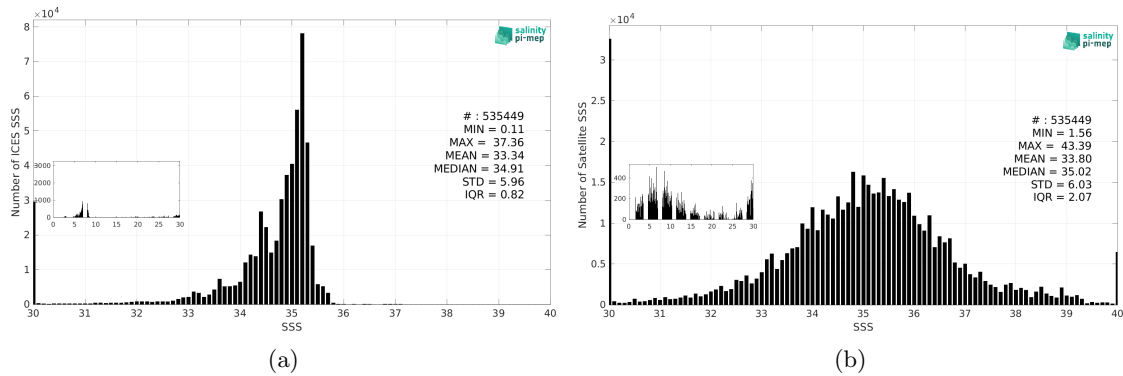 ×10⁴
8
7
6
5
4
3
2
1
0
Number of ICES SSS
salinity
pi-mep
# : 535449
MIN = 0.11
MAX = 37.36
MEAN = 33.34
MEDIAN = 34.91
STD = 5.96
IQR = 0.82
3000
2000
1000
0
0 5 10 15 20 25 30
30 31 32 33 34 35 36 37 38 39 40
SSS
(a)
×10⁴
3
2.5
2
1.5
1
0.5
0
Number of Satellite SSS
salinity
pi-mep
# : 535449
MIN = 1.56
MAX = 43.39
MEAN = 33.80
MEDIAN = 35.02
STD = 6.03
IQR = 2.07
400
200
0
0 5 10 15 20 25 30
30 31 32 33 34 35 36 37 38 39 40
SSS
(b)